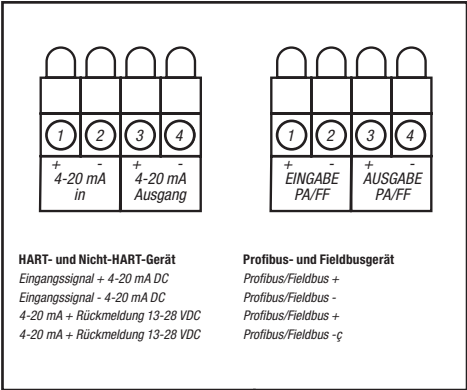 1 2 3 4
+ - + -
4-20 mA 4-20 mA
in Ausgang
1 2 3 4
+ - + -
EINGABE AUSGABE
PA/FF PA/FF
HART- und Nicht-HART-Gerät
Eingangssignal + 4-20 mA DC
Eingangssignal - 4-20 mA DC
4-20 mA + Rückmeldung 13-28 VDC
4-20 mA + Rückmeldung 13-28 VDC
Profibus- und Fieldbusgerät
Profibus/Fieldbus +
Profibus/Fieldbus -
Profibus/Fieldbus +
Profibus/Fieldbus -ç